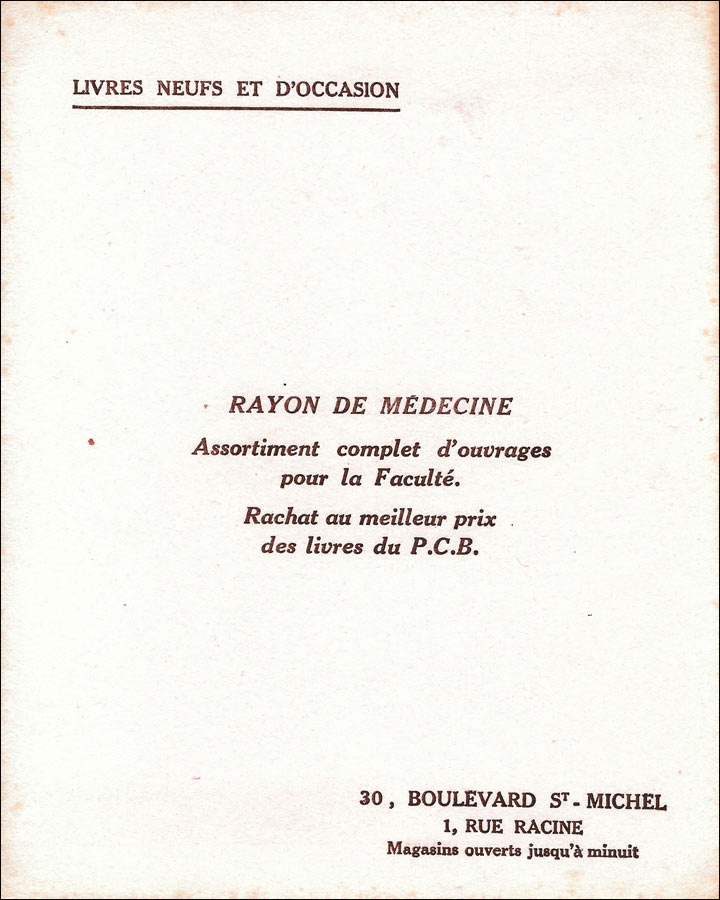 LIVRES NEUFS ET D'OCCASION
RAYON DE MÉDECINE
Assortiment complet d'ouvrages
pour la Faculté.
Rachat au meilleur prix
des livres du P.C.B.
30, BOULEVARD ST - MICHEL
1, RUE RACINE
Magasins ouverts jusqu'à minuit